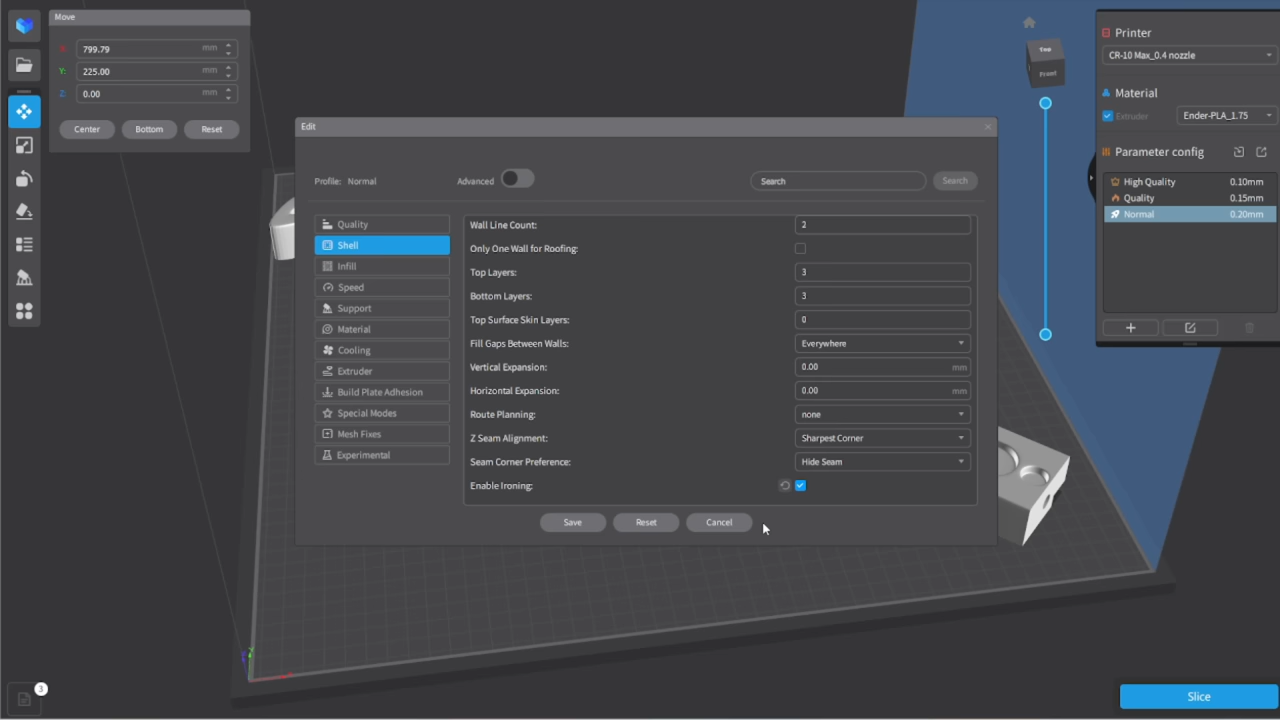 Move
X: 799.79 mm
Y: 225.00 mm
Z: 0.00 mm
Center Bottom Reset
Top
Front
Printer
CR-10 Max_0.4 nozzle
Material
Extruder Ender-PLA_1.75
Parameter config
High Quality 0.10mm
Quality 0.15mm
Normal 0.20mm
Edit
Profile: Normal
Advanced
Search Search
Quality
Shell
Infill
Speed
Support
Material
Cooling
Extruder
Build Plate Adhesion
Special Modes
Mesh Fixes
Experimental
Wall Line Count: 2
Only One Wall for Roofing:
Top Layers: 3
Bottom Layers: 3
Top Surface Skin Layers: 0
Fill Gaps Between Walls: Everywhere
Vertical Expansion: 0.00 mm
Horizontal Expansion: 0.00 mm
Route Planning: none
Z Seam Alignment: Sharpest Corner
Seam Corner Preference: Hide Seam
Enable Ironing:
Save Reset Cancel
3
Slice